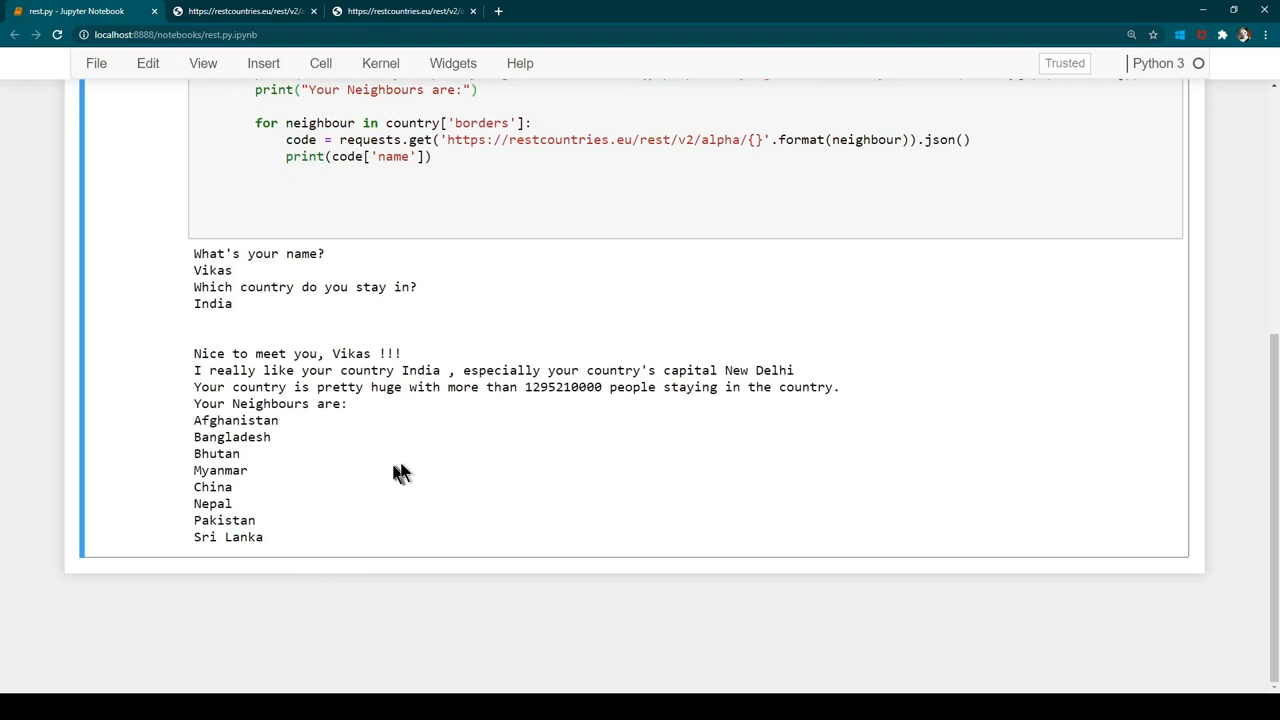 rest.py - Jupyter Notebook
https://restcountries.eu/rest/v2/a
https://restcountries.eu/rest/v2/
localhost:8888/notebooks/rest.py.ipynb
File Edit View Insert Cell Kernel Widgets Help Trusted Python 3
print("Your Neighbours are:")
for neighbour in country['borders']:
code = requests.get('https://restcountries.eu/rest/v2/alpha/{}'.format(neighbour)).json()
print(code['name'])
What's your name?
Vikas
Which country do you stay in?
India
Nice to meet you, Vikas !!!
I really like your country India , especially your country's capital New Delhi
Your country is pretty huge with more than 1295210000 people staying in the country.
Your Neighbours are:
Afghanistan
Bangladesh
Bhutan
Myanmar
China
Nepal
Pakistan
Sri Lanka